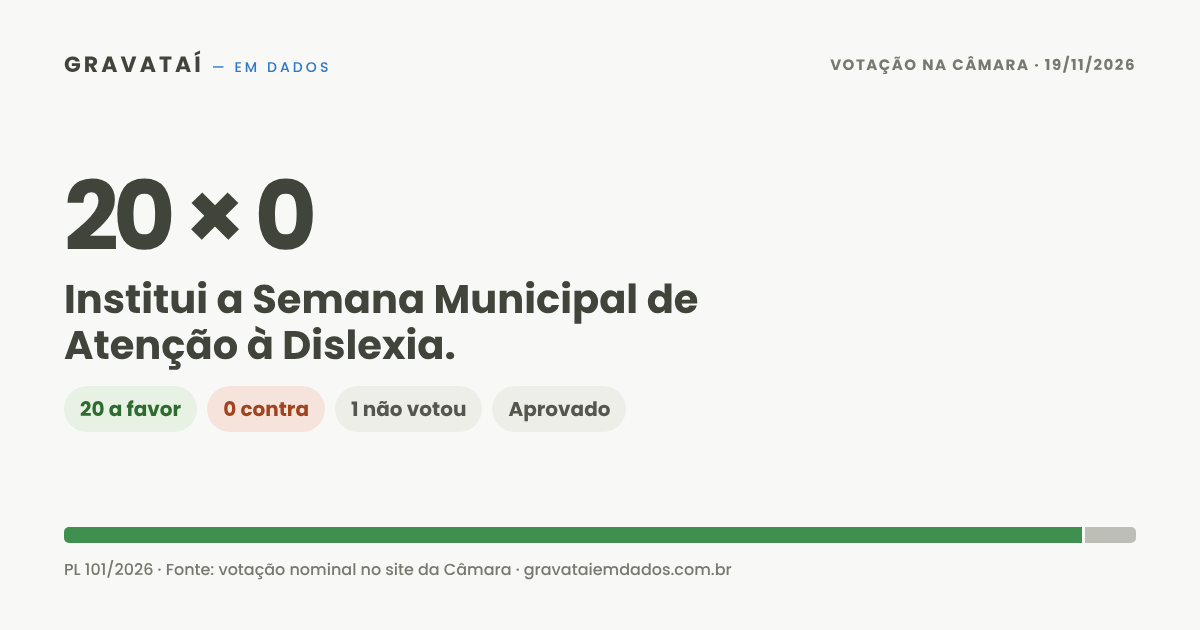 GRAVATAÍ — EM DADOS
VOTAÇÃO NA CÂMARA · 19/11/2026
20 × 0
Institui a Semana Municipal de
Atenção à Dislexia.
20 a favor
0 contra
1 não votou
Aprovado
PL 101/2026 · Fonte: votação nominal no site da Câmara · gravataiemdados.com.br